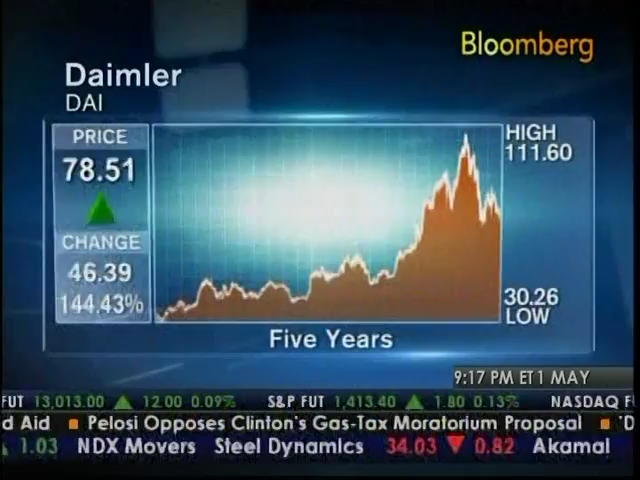 Bloomberg
Daimler
DAI
PRICE
78.51
CHANGE
46.39
144.43%
HIGH
111.60
30.26
LOW
Five Years
9:17 PM ET 1 MAY
FUT 13,013.00 12.00 0.09% S&P FUT 1,413.40 1.80 0.13% NASDAQ F
d Aid Pelosi Opposes Clinton's Gas-Tax Moratorium Proposal 'D
1.03 NDX Movers Steel Dynamics 34.03 0.82 Akamai